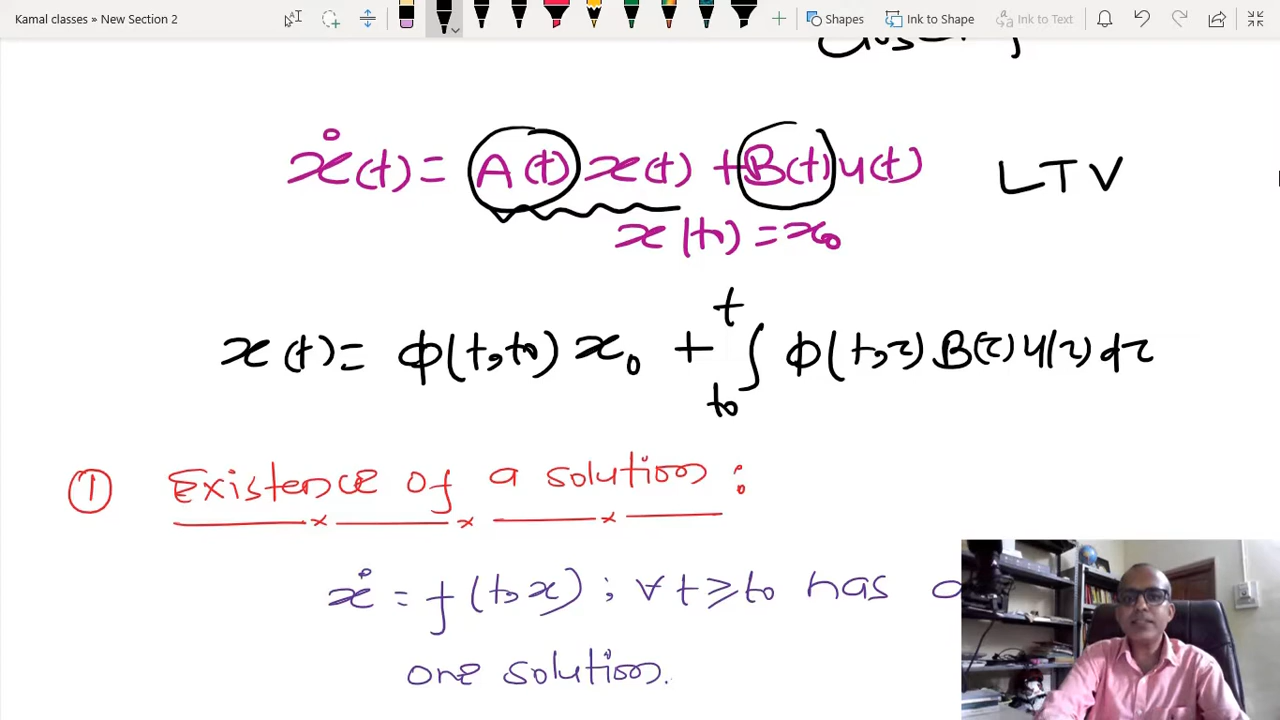 Kamal classes » New Section 2
Shapes Ink to Shape Ink to Text
ẋ(t) = A(t) x(t) + B(t) u(t) LTV
x(t₀) = x₀
x(t) = φ(t,t₀) x₀ + ∫ₜ₀ᵗ φ(t,τ) B(τ) u(τ) dτ
① Existence of a solution :
ẋ = f(t,x) ; ∀ t ≥ t₀ has
one solution.